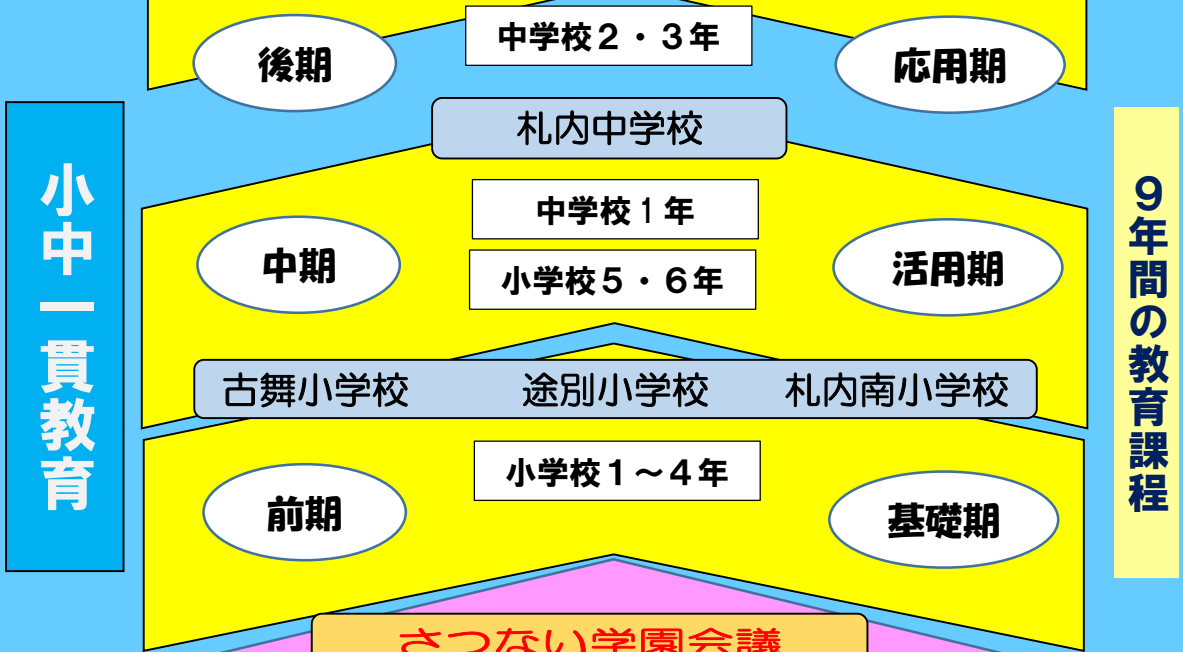 中学校2・3年
後期
応用期
札内中学校
小中一貫教育
9年間の教育課程
中学校1年
中期
活用期
小学校5・6年
古舞小学校 途別小学校 札内南小学校
小学校1~4年
前期
基礎期
さつない学園会議